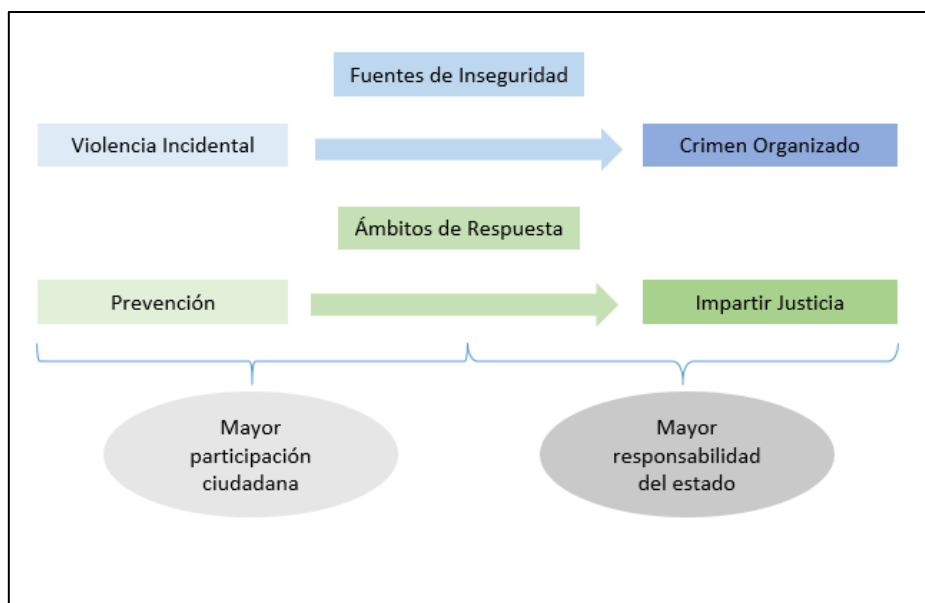 Fuentes de Inseguridad
Violencia Incidental
Crimen Organizado
Ámbitos de Respuesta
Prevención
Impartir Justicia
Mayor
participación
ciudadana
Mayor
responsabilidad
del estado